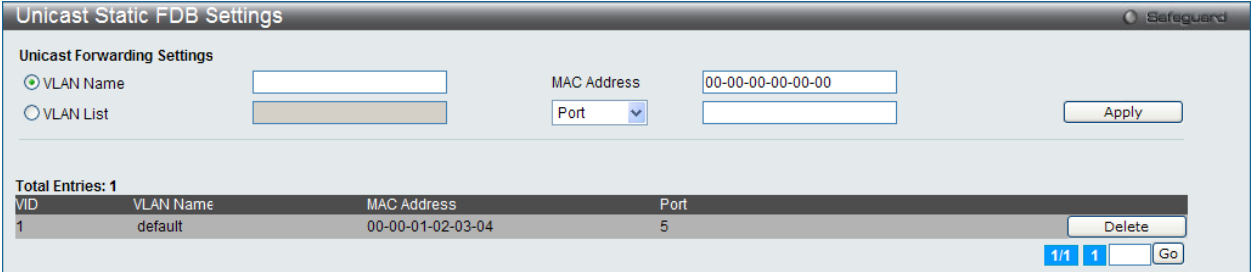 Unicast Static FDB Settings Safeguard
Unicast Forwarding Settings
VLAN Name MAC Address 00-00-00-00-00-00
VLAN List Port Apply
Total Entries: 1
VID VLAN Name MAC Address Port
1 default 00-00-01-02-03-04 5 Delete
1/1 1 Go